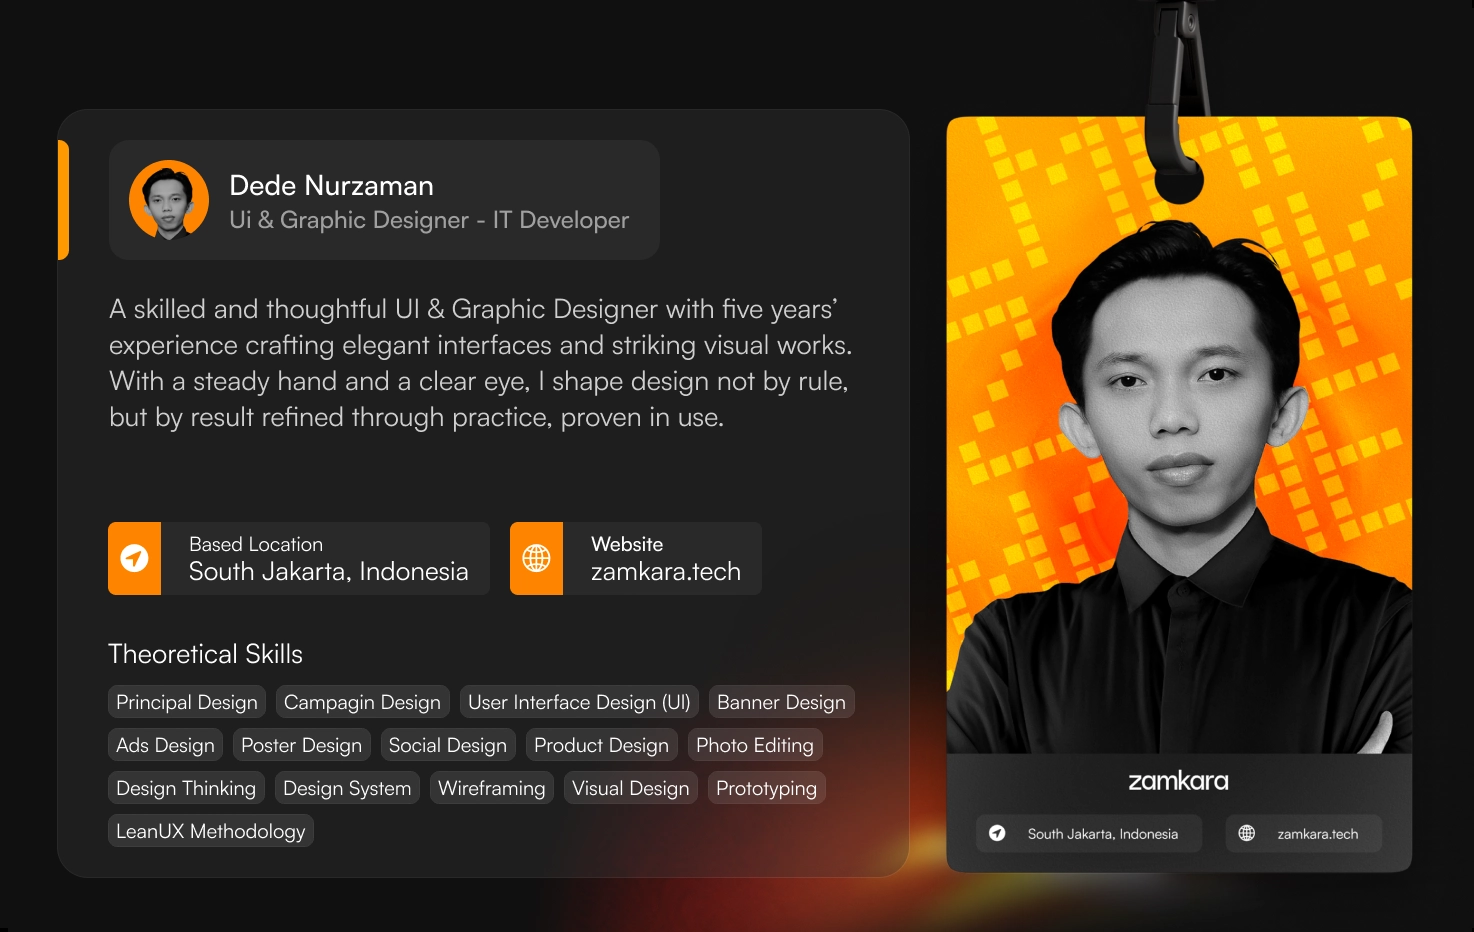 Dede Nurzaman
Ui & Graphic Designer - IT Developer
A skilled and thoughtful UI & Graphic Designer with five years’
experience crafting elegant interfaces and striking visual works.
With a steady hand and a clear eye, I shape design not by rule,
but by result refined through practice, proven in use.
Based Location
South Jakarta, Indonesia
Website
zamkara.tech
Theoretical Skills
Principal Design
Campagin Design
User Interface Design (UI)
Banner Design
Ads Design
Poster Design
Social Design
Product Design
Photo Editing
Design Thinking
Design System
Wireframing
Visual Design
Prototyping
LeanUX Methodology
zamkara
South Jakarta, Indonesia
zamkara.tech